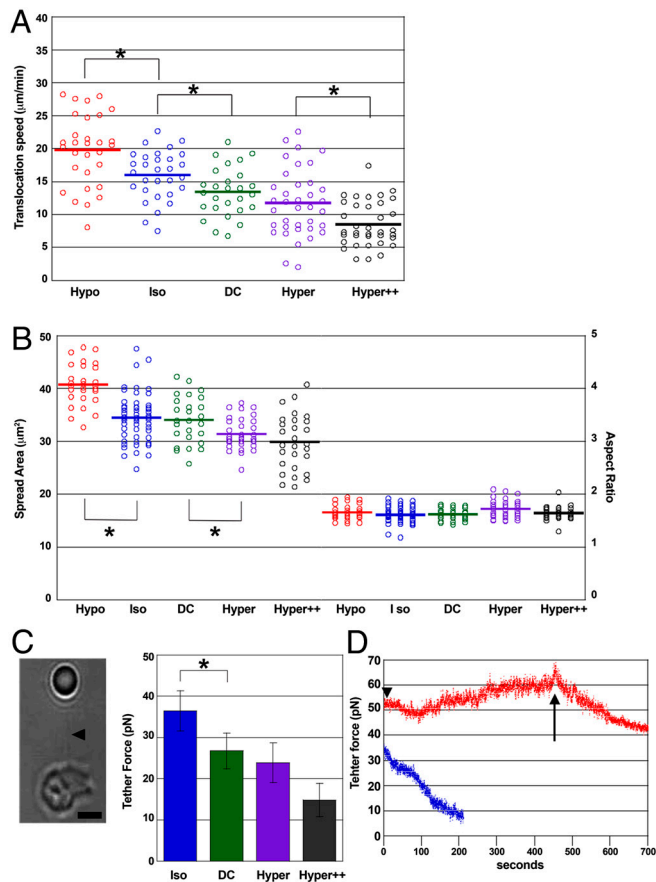 A
Translocation speed (μm/min)
40
35
30
25
20
15
10
5
0
*
*
*
Hypo Iso DC Hyper Hyper++
B
Spread Area (μm²)
50
40
30
20
10
0
*
*
5
4
3
2
1
0
Aspect Ratio
Hypo Iso DC Hyper Hyper++ Hypo I so DC Hyper Hyper++
C
Tether Force (pN)
50
40
30
20
10
0
*
Iso DC Hyper Hyper++
D
Tehter force (pN)
70
60
50
40
30
20
10
0
0 100 200 300 400 500 600 700
seconds